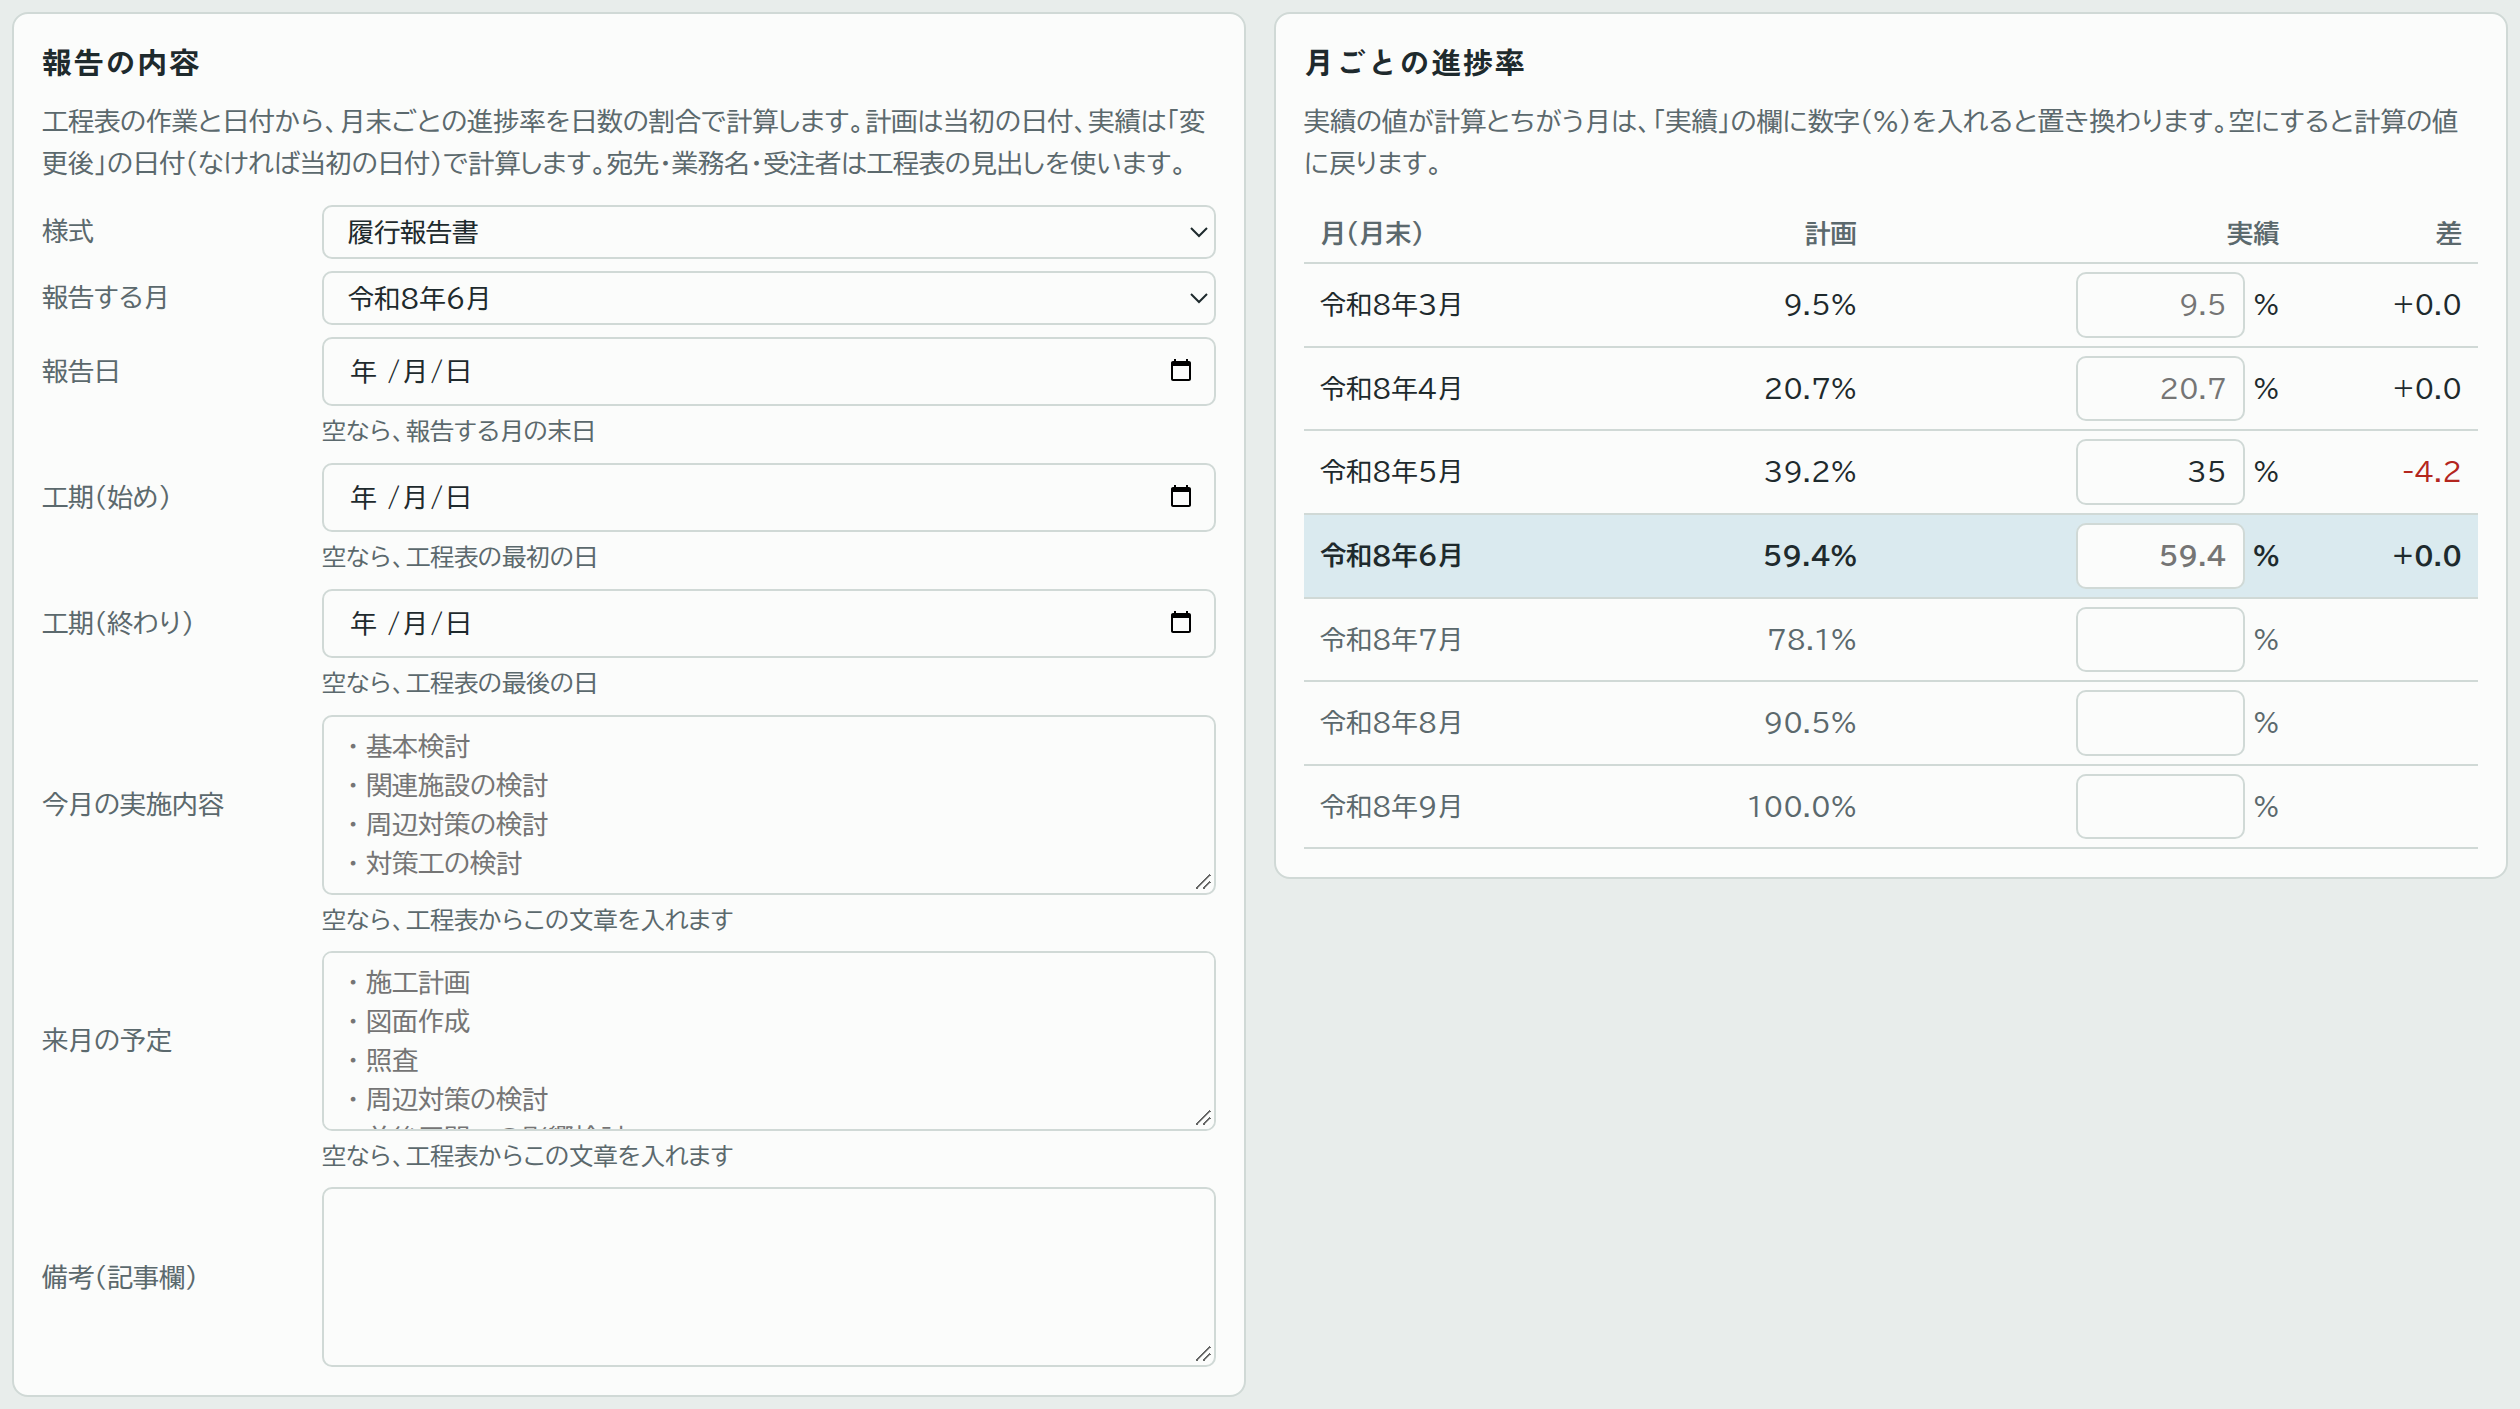 報告の内容
工程表の作業と日付から、月末ごとの進捗率を日数の割合で計算します。計画は当初の日付、実績は「変
更後」の日付（なければ当初の日付）で計算します。宛先・業務名・受注者は工程表の見出しを使います。
様式
履行報告書
報告する月
令和8年6月
報告日
年 /月/日
空なら、報告する月の末日
工期（始め）
年 /月/日
空なら、工程表の最初の日
工期（終わり）
年 /月/日
空なら、工程表の最後の日
今月の実施内容
・基本検討
・関連施設の検討
・周辺対策の検討
・対策工の検討
空なら、工程表からこの文章を入れます
来月の予定
・施工計画
・図面作成
・照査
・周辺対策の検討
空なら、工程表からこの文章を入れます
備考（記事欄）
月ごとの進捗率
実績の値が計算とちがう月は、「実績」の欄に数字（%）を入れると置き換わります。空にすると計算の値
に戻ります。
月（月末） 計画 実績 差
令和8年3月 9.5% 9.5 % +0.0
令和8年4月 20.7% 20.7 % +0.0
令和8年5月 39.2% 35 % -4.2
令和8年6月 59.4% 59.4 % +0.0
令和8年7月 78.1% %
令和8年8月 90.5% %
令和8年9月 100.0% %